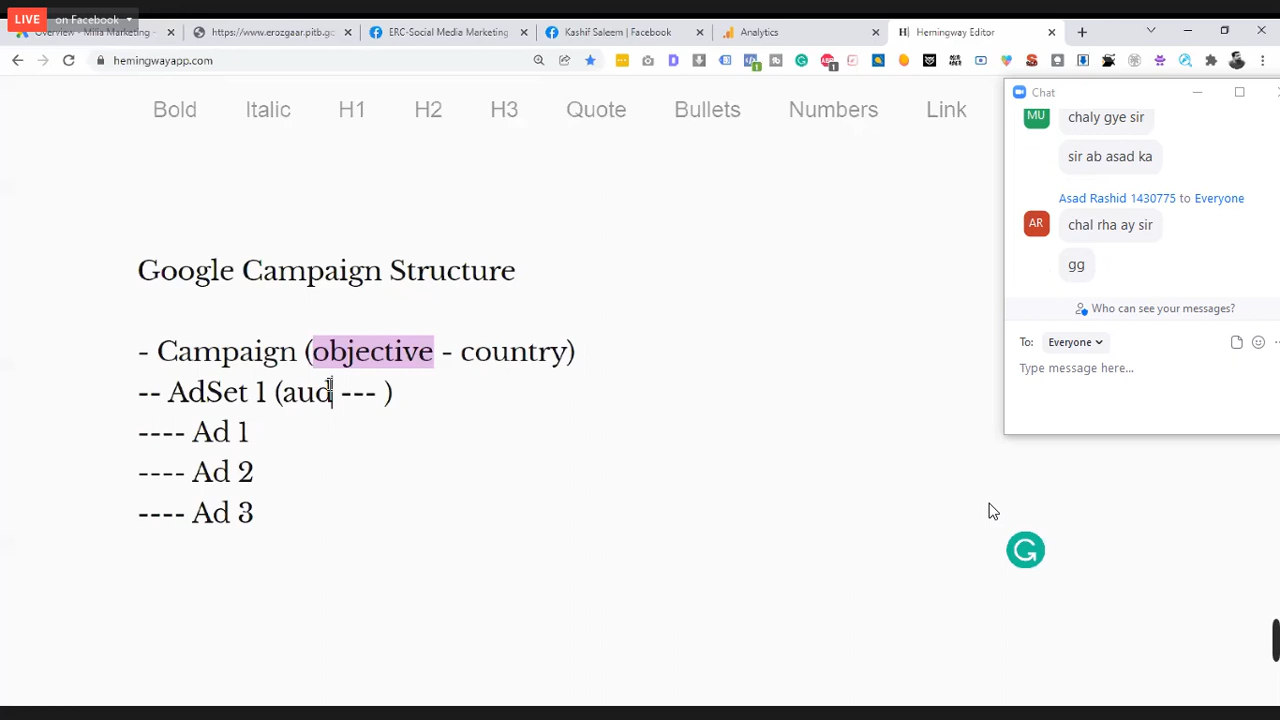 LIVE on Facebook
Overview - Milia Marketing -
https://www.erozgaar.pitb.g
ERC-Social Media Marketing
Kashif Saleem | Facebook
Analytics
Hemingway Editor
hemingwayapp.com
Bold Italic H1 H2 H3 Quote Bullets Numbers Link
Google Campaign Structure
- Campaign (objective - country)
-- AdSet 1 (aud --- )
---- Ad 1
---- Ad 2
---- Ad 3
Chat
MU
chaly gye sir
sir ab asad ka
Asad Rashid 1430775 to Everyone
AR
chal rha ay sir
gg
Who can see your messages?
To: Everyone
Type message here...